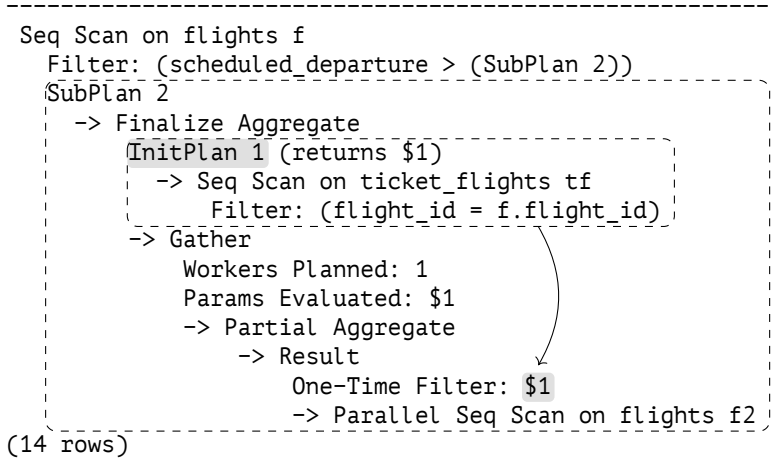 −−−−−−−−−−−−−−−−−−−−−−−−−−−−−−−−−−−−−−−−−−−−−−−−−−−−−−−
Seq Scan on flights f
Filter: (scheduled_departure > (SubPlan 2))
SubPlan 2
−> Finalize Aggregate
InitPlan 1 (returns $1)
−> Seq Scan on ticket_flights tf
Filter: (flight_id = f.flight_id)
−> Gather
Workers Planned: 1
Params Evaluated: $1
−> Partial Aggregate
−> Result
One−Time Filter: $1
−> Parallel Seq Scan on flights f2
(14 rows)